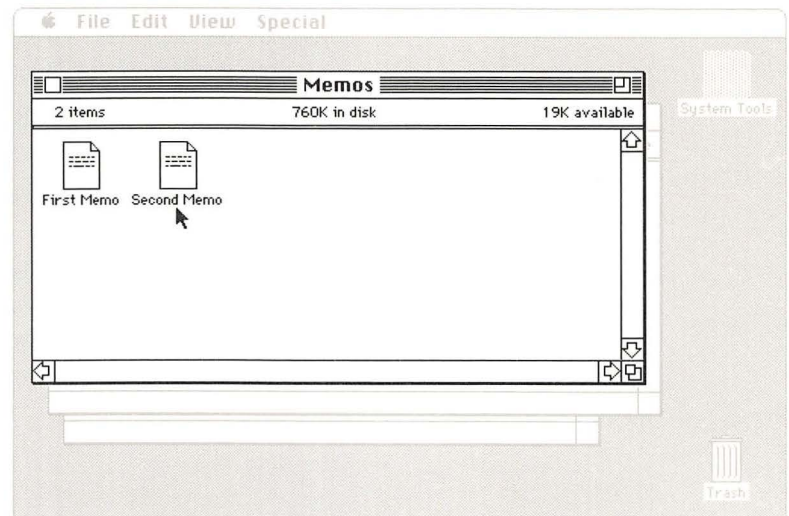 File Edit View Special
Memos
2 items 760K in disk 19K available
System Tools
First Memo Second Memo
Trash